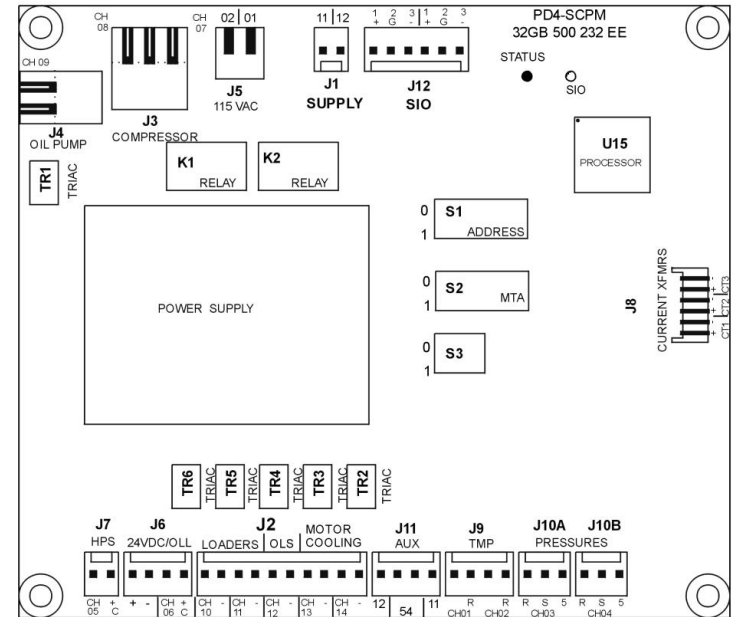 CH 08
CH 07
02 | 01
11 | 12
1 2 3 1 2 3
+ G - + G -
PD4-SCPM
32GB 500 232 EE
STATUS
SIO
CH 09
J4
OIL PUMP
J3
COMPRESSOR
J5
115 VAC
J1
SUPPLY
J12
SIO
U15
PROCESSOR
TR1
TRIAC
K1
RELAY
K2
RELAY
0
1
S1
ADDRESS
POWER SUPPLY
0
1
S2
MTA
0
1
S3
J8
CURRENT XFMRS
- + - + - +
CT3
CT2
CT1
TR6
TRIAC
TR5
TRIAC
TR4
TRIAC
TR3
TRIAC
TR2
TRIAC
J7
HPS
J6
24VDC/OLL
J2
LOADERS | OLS | MOTOR COOLING
J11
AUX
J9
TMP
J10A J10B
PRESSURES
CH 05 + C
+ - CH 06 + C
CH 10 - CH 11 - CH 12 - CH 13 - CH 14 -
12 54 11
R R
CH01 CH02
R S 5
CH03
R S 5
CH04